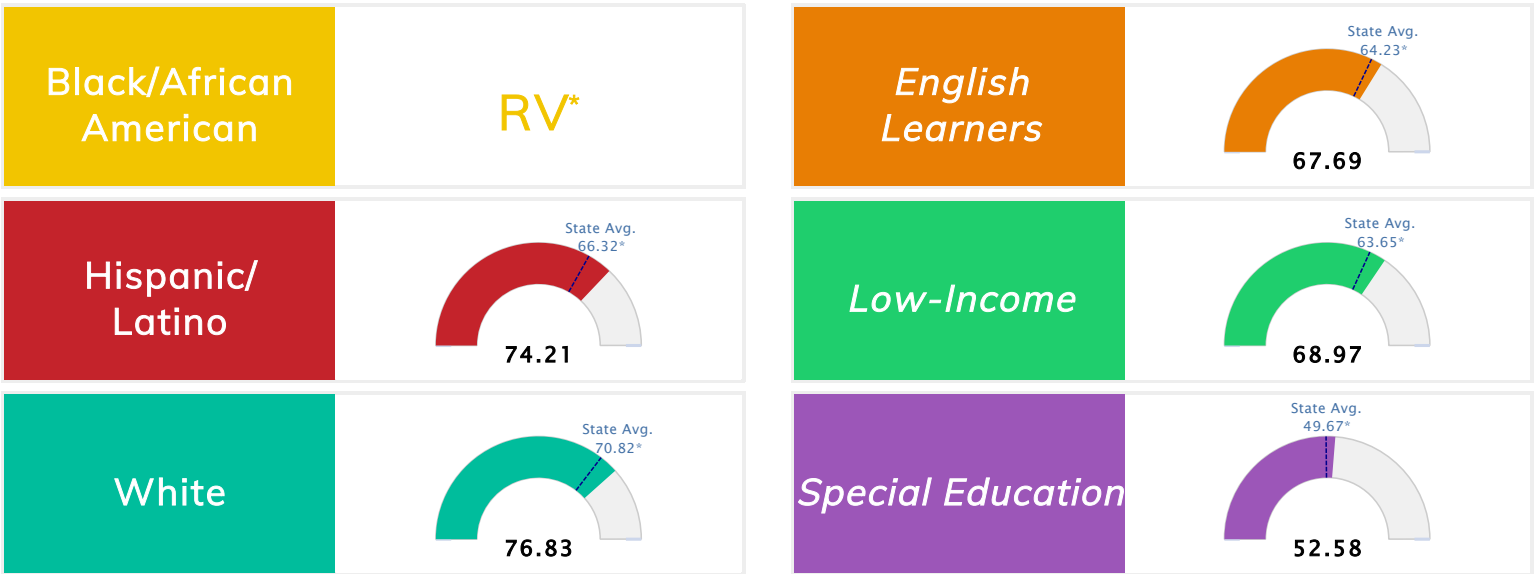 Black/African
American
RV*
English
Learners
State Avg.
64.23*
67.69
Hispanic/
Latino
State Avg.
66.32*
74.21
Low-Income
State Avg.
63.65*
68.97
White
State Avg.
70.82*
76.83
Special Education
State Avg.
49.67*
52.58